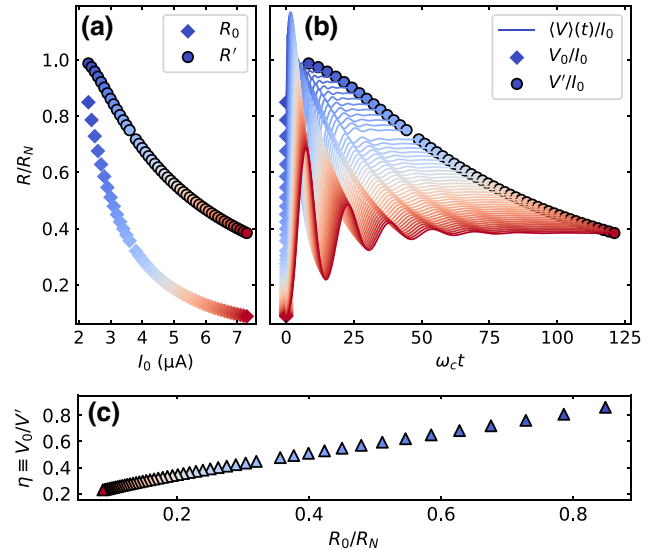 (a)
R₀
R′
R/R_N
1.0
0.8
0.6
0.4
0.2
2 3 4 5 6 7
I₀ (µA)
(b)
⟨V⟩(t)/I₀
V₀/I₀
V′/I₀
0 25 50 75 100 125
ω_c t
(c)
η ≡ V₀/V′
0.8
0.6
0.4
0.2
0.2 0.4 0.6 0.8
R₀/R_N